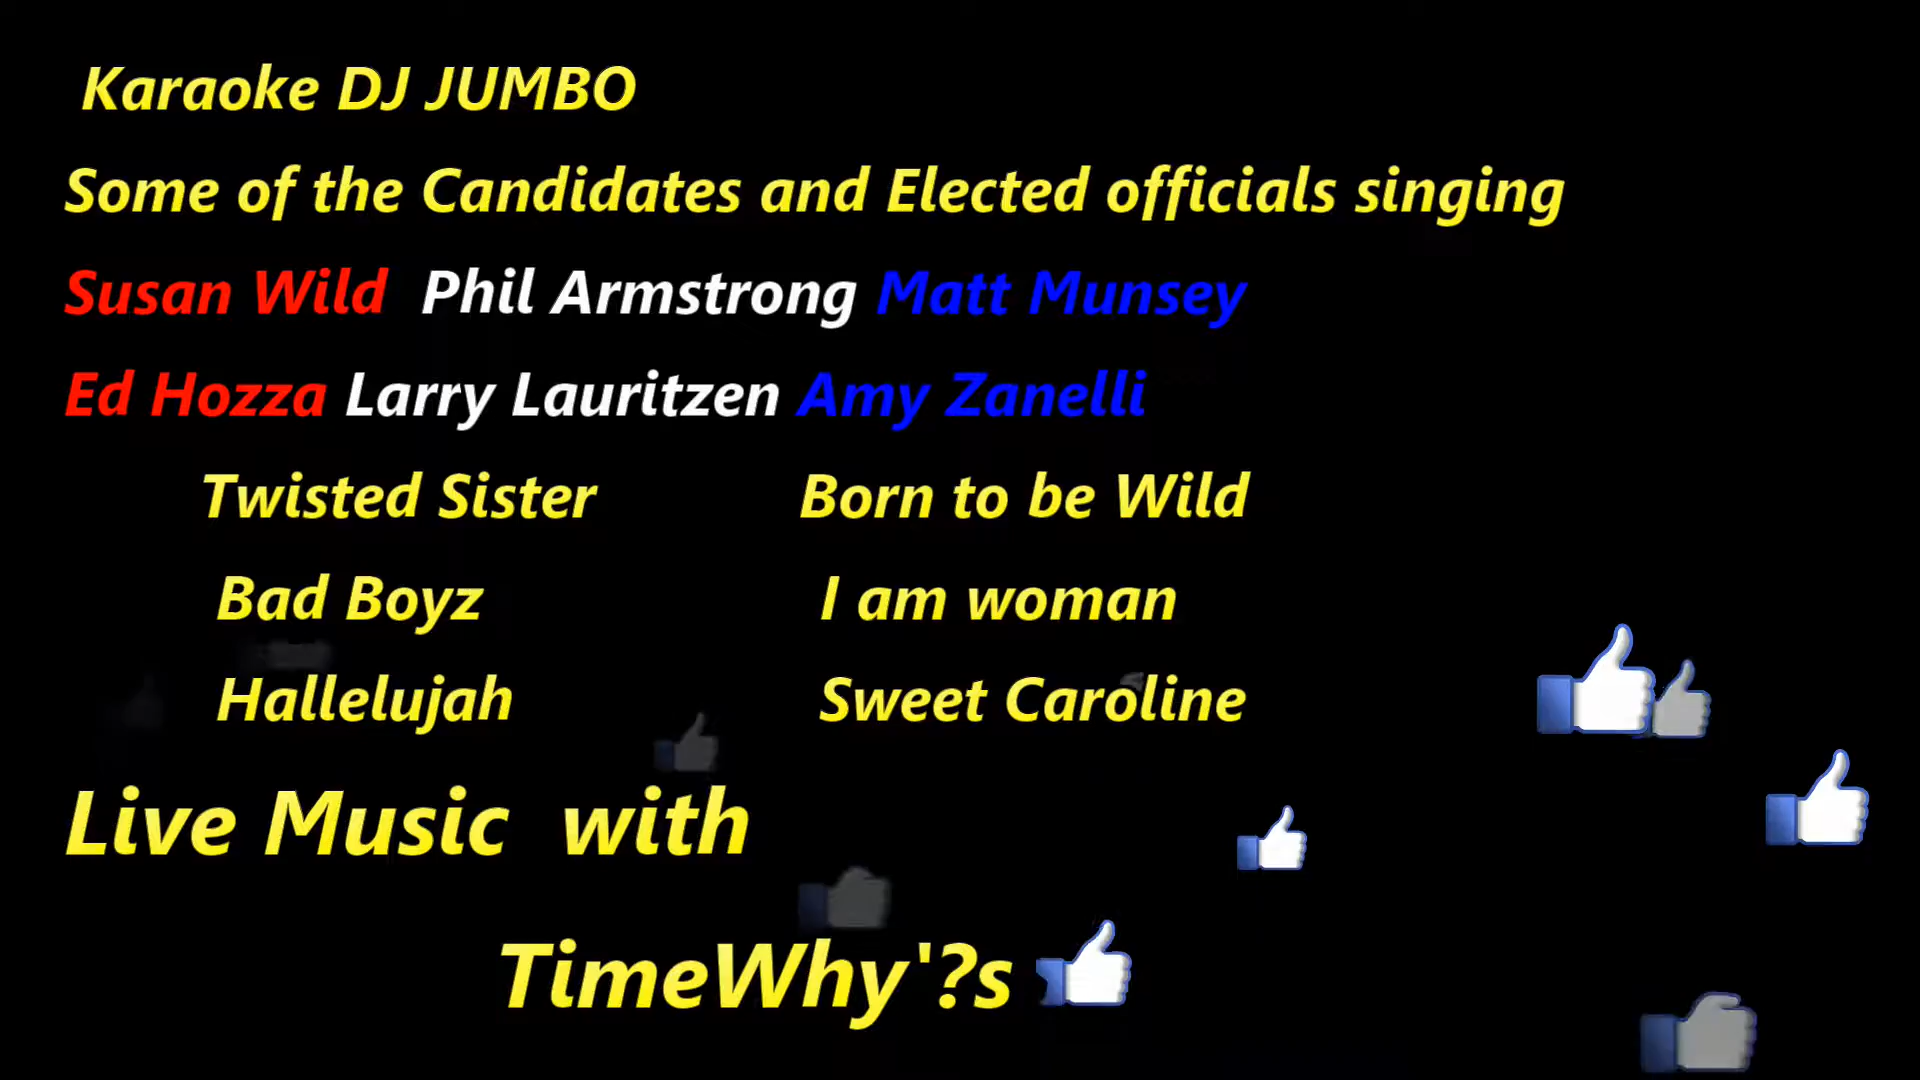 Karaoke DJ JUMBO
Some of the Candidates and Elected officials singing
Susan Wild Phil Armstrong Matt Munsey
Ed Hozza Larry Lauritzen Amy Zanelli
Twisted Sister Born to be Wild
Bad Boyz I am woman
Hallelujah Sweet Caroline
Live Music with
TimeWhy'?s